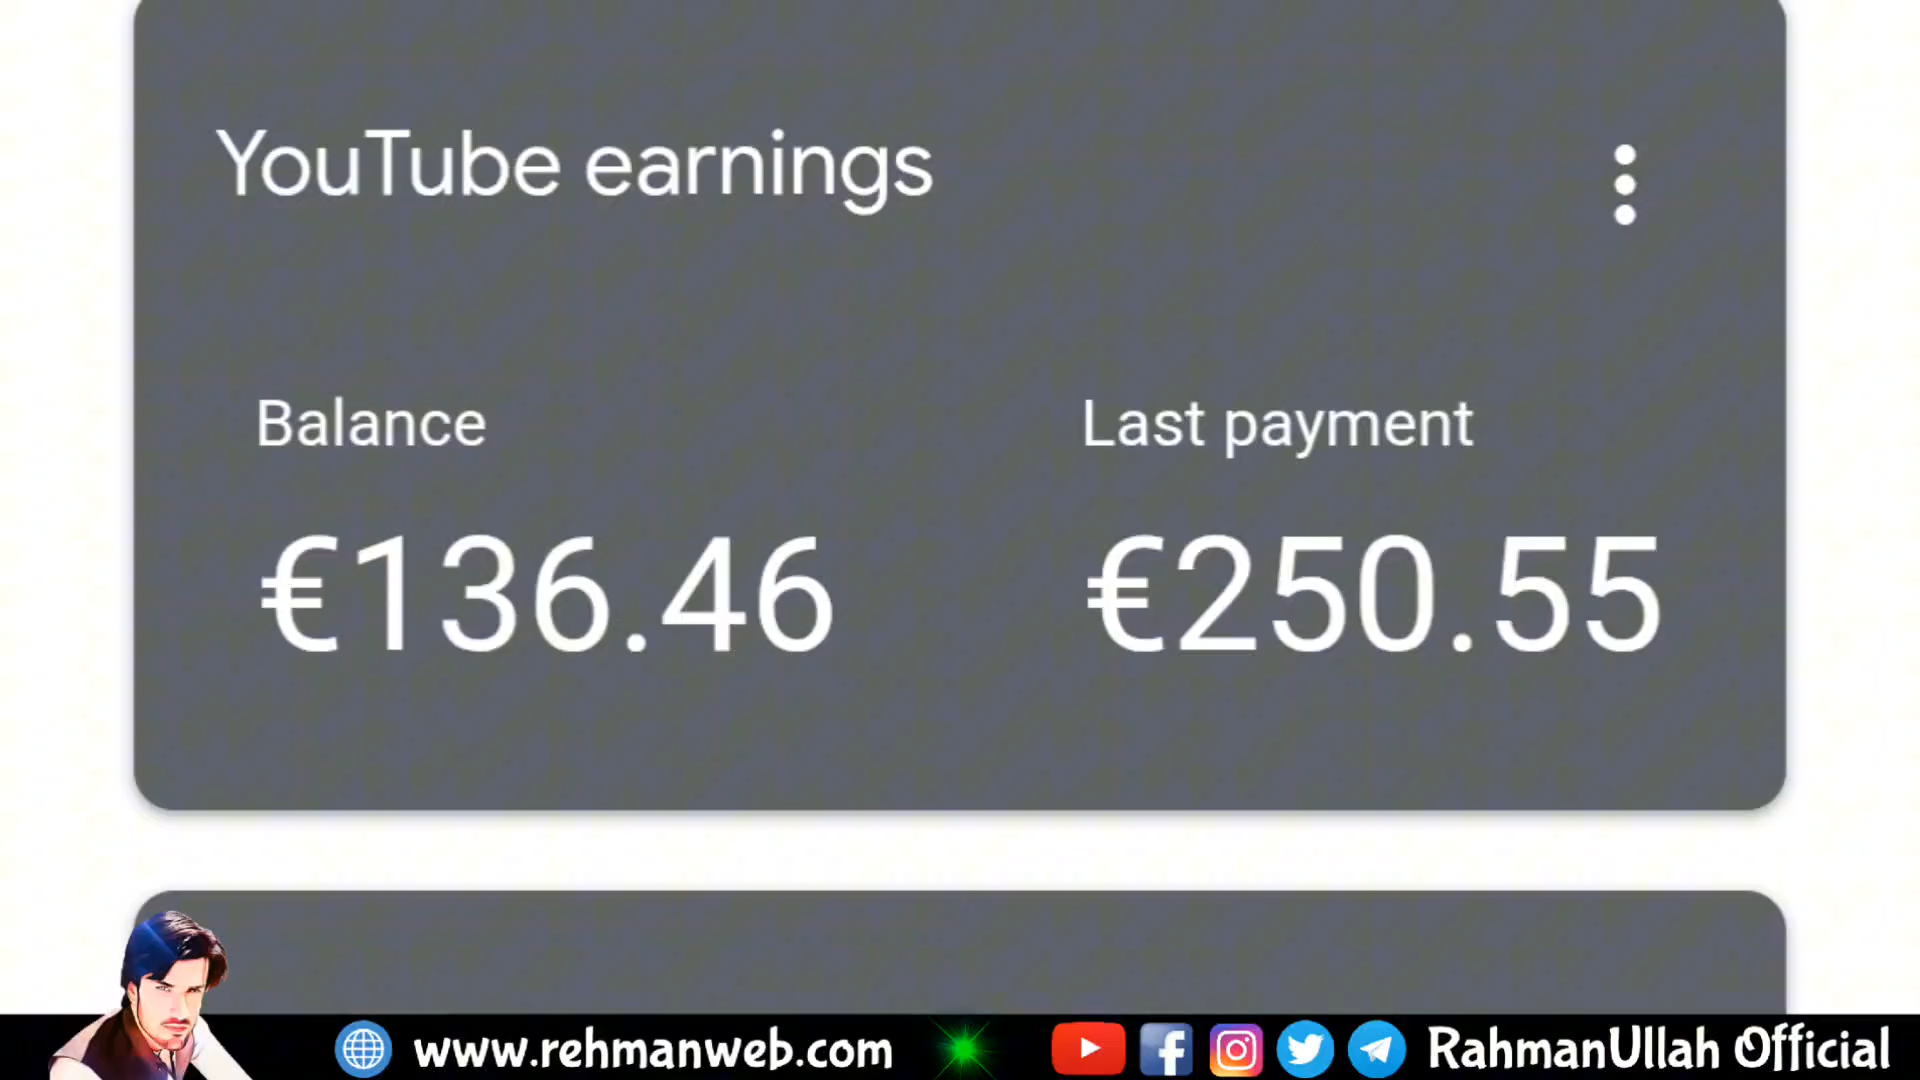 YouTube earnings
Balance
Last payment
€136.46
€250.55
www.rehmanweb.com
RahmanUllah Official